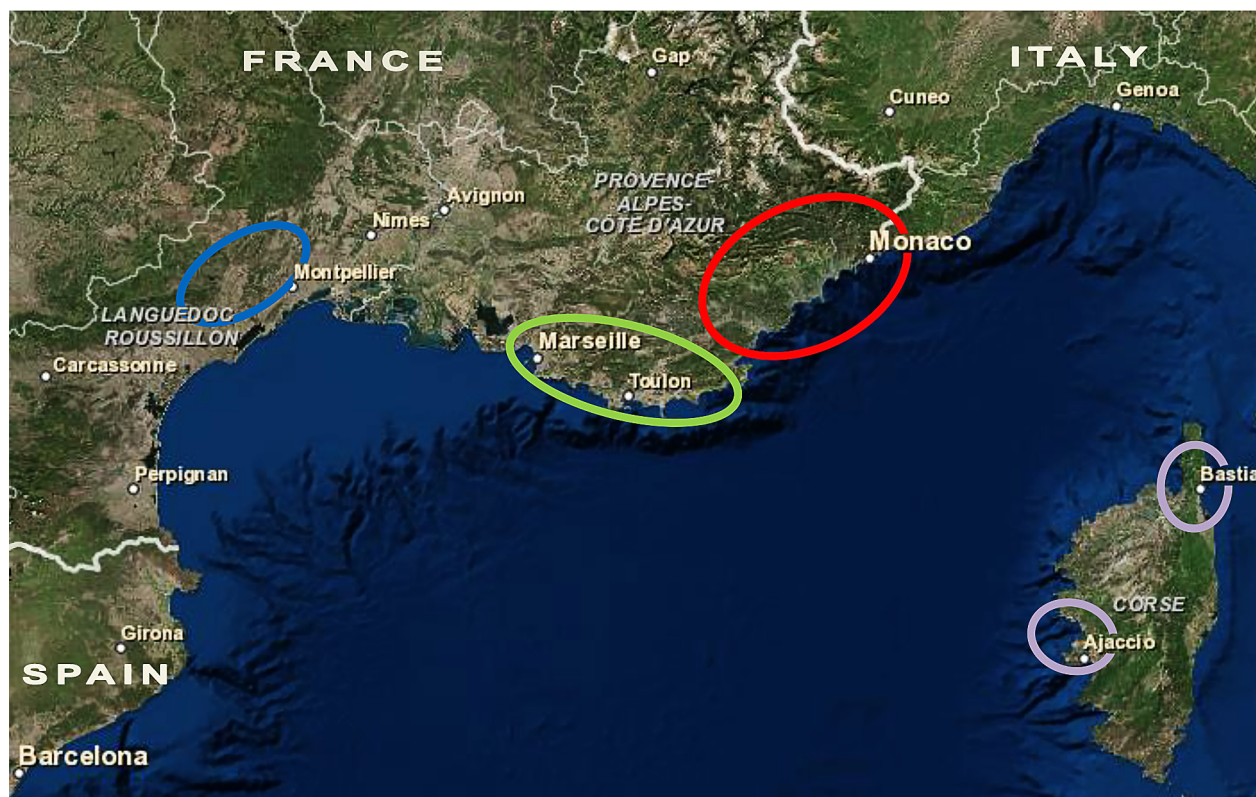 FRANCE
ITALY
Gap
Cuneo
Genoa
PROVENCE-
ALPES-
CÔTE D'AZUR
Avignon
Nimes
Monaco
Montpellier
LANGUEDOC
ROUSSILLON
Marseille
Carcassonne
Toulon
Perpignan
Bastia
CORSE
Girona
Ajaccio
SPAIN
Barcelona